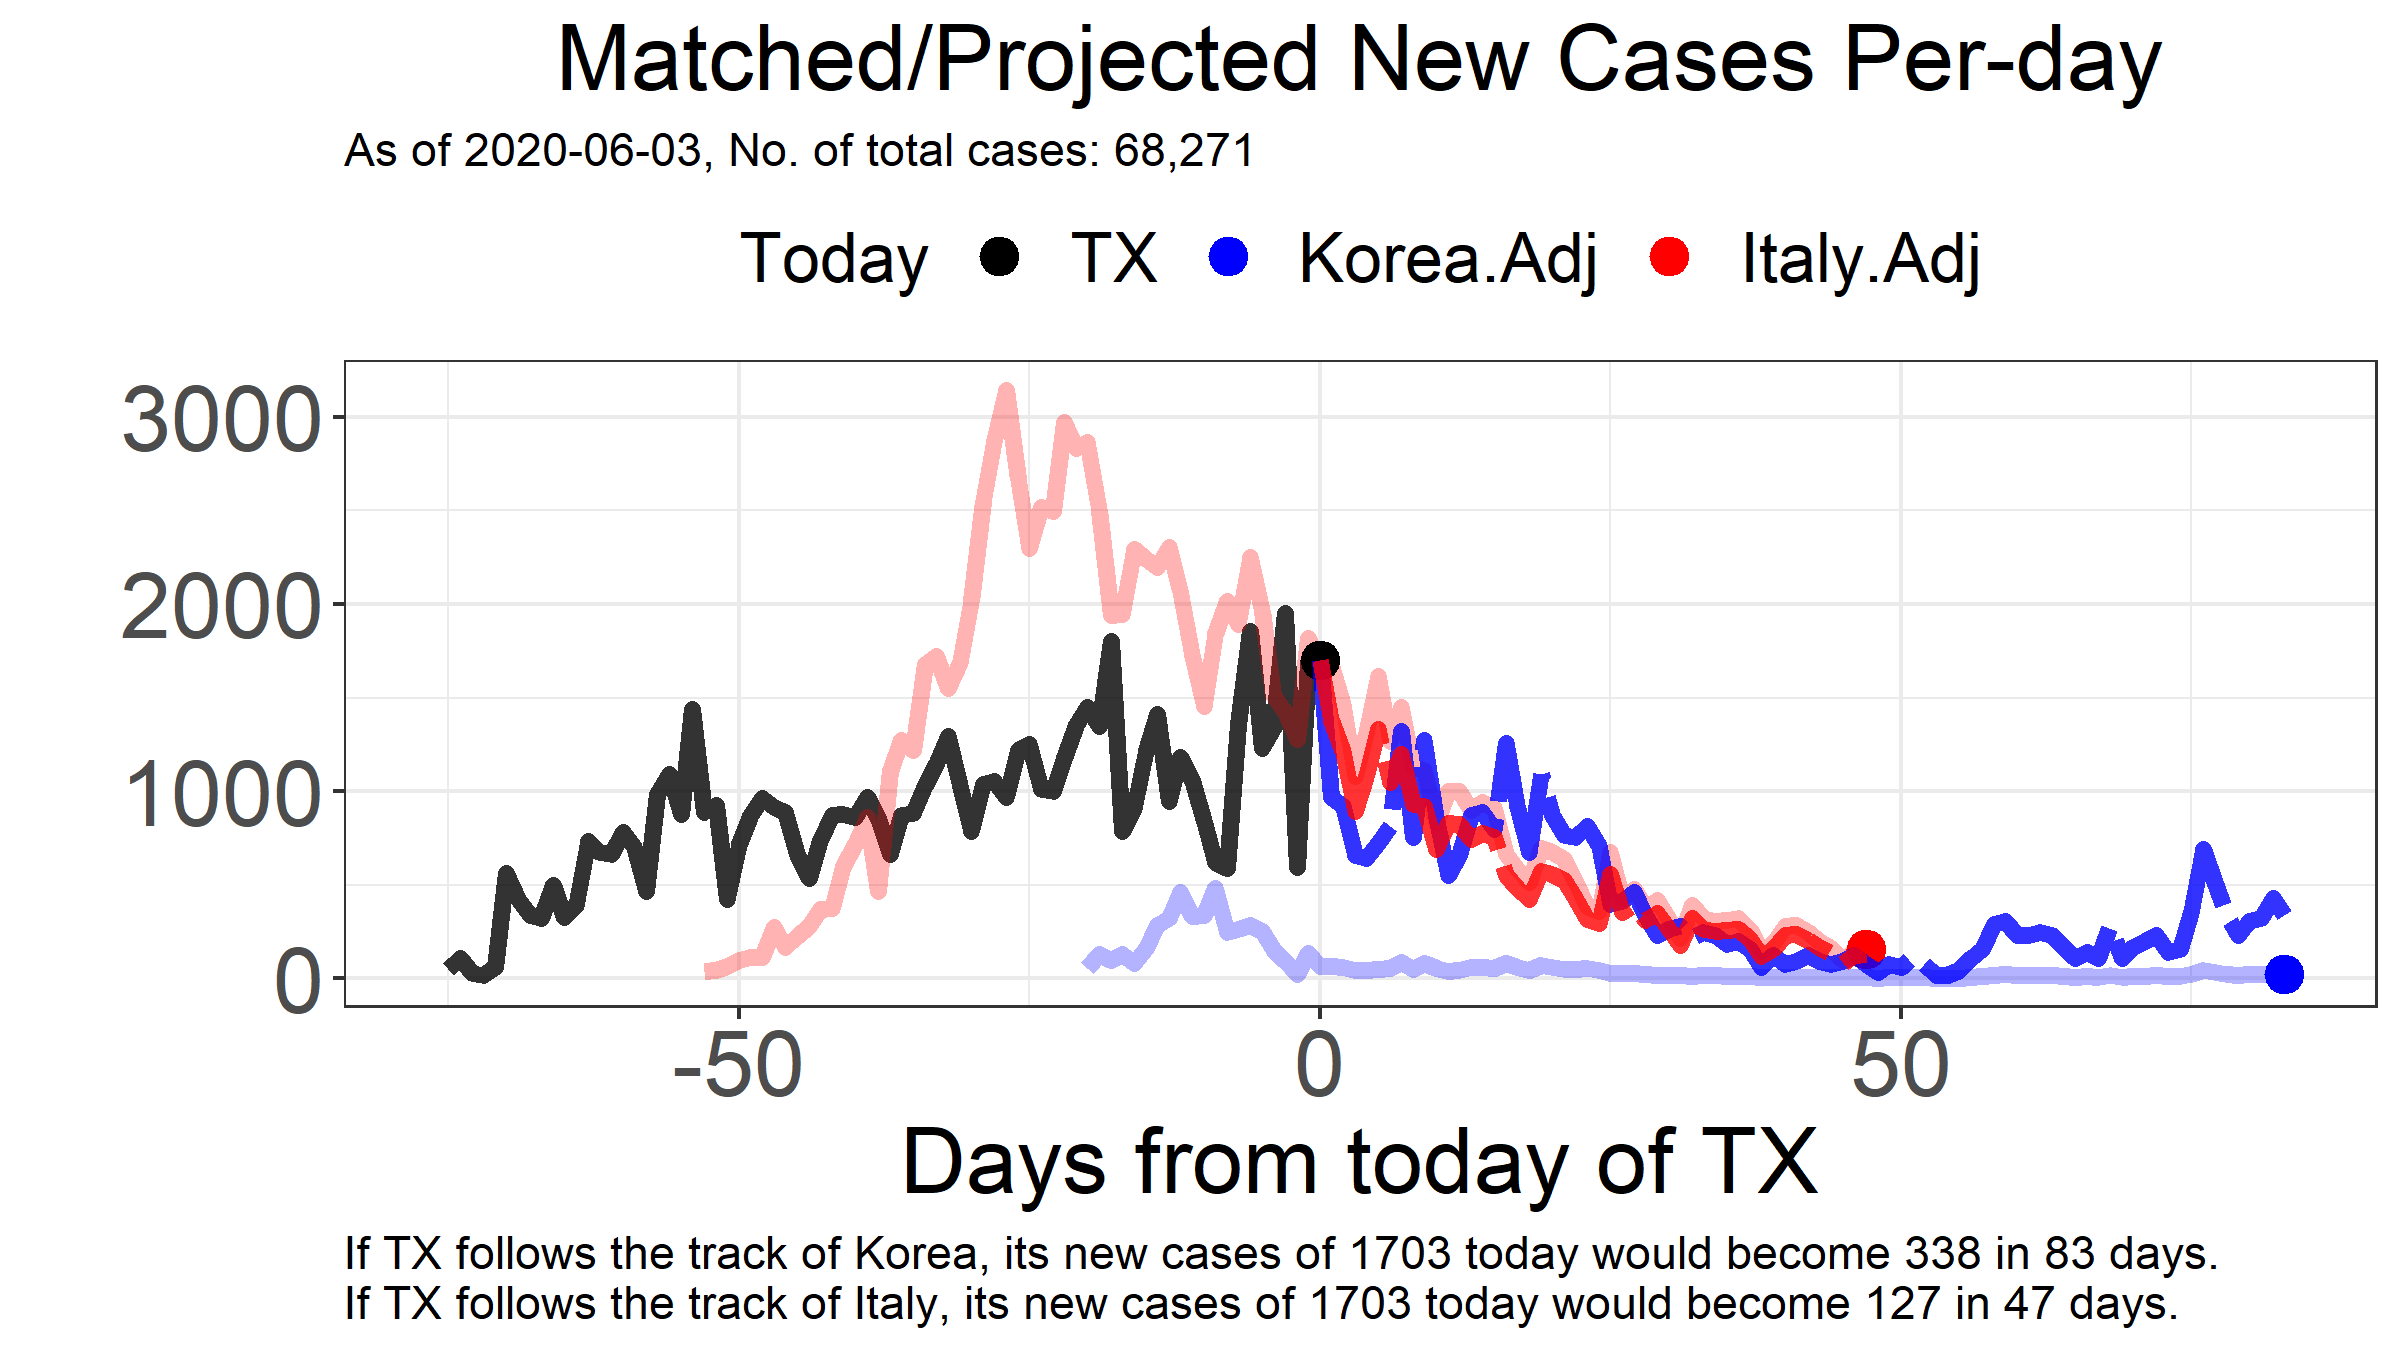 Matched/Projected New Cases Per-day
As of 2020-06-03, No. of total cases: 68,271
Today TX Korea.Adj Italy.Adj
3000
2000
1000
0
-50 0 50
Days from today of TX
If TX follows the track of Korea, its new cases of 1703 today would become 338 in 83 days.
If TX follows the track of Italy, its new cases of 1703 today would become 127 in 47 days.